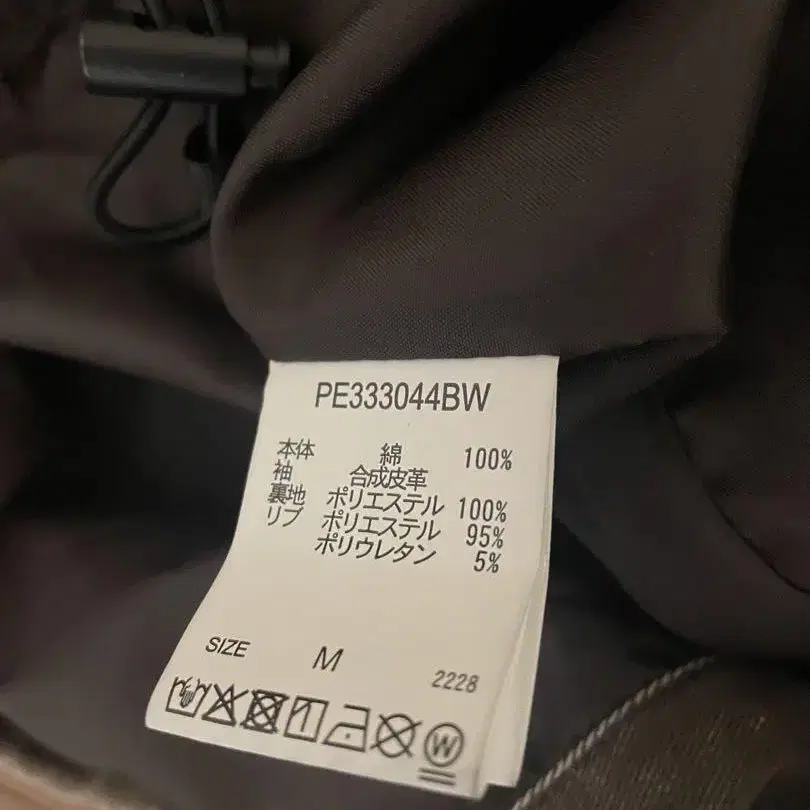 PE333044BW
本体 綿 100%
袖 合成皮革
裏地 ポリエステル 100%
リブ ポリエステル 95%
ポリウレタン 5%
SIZE M
2228
W